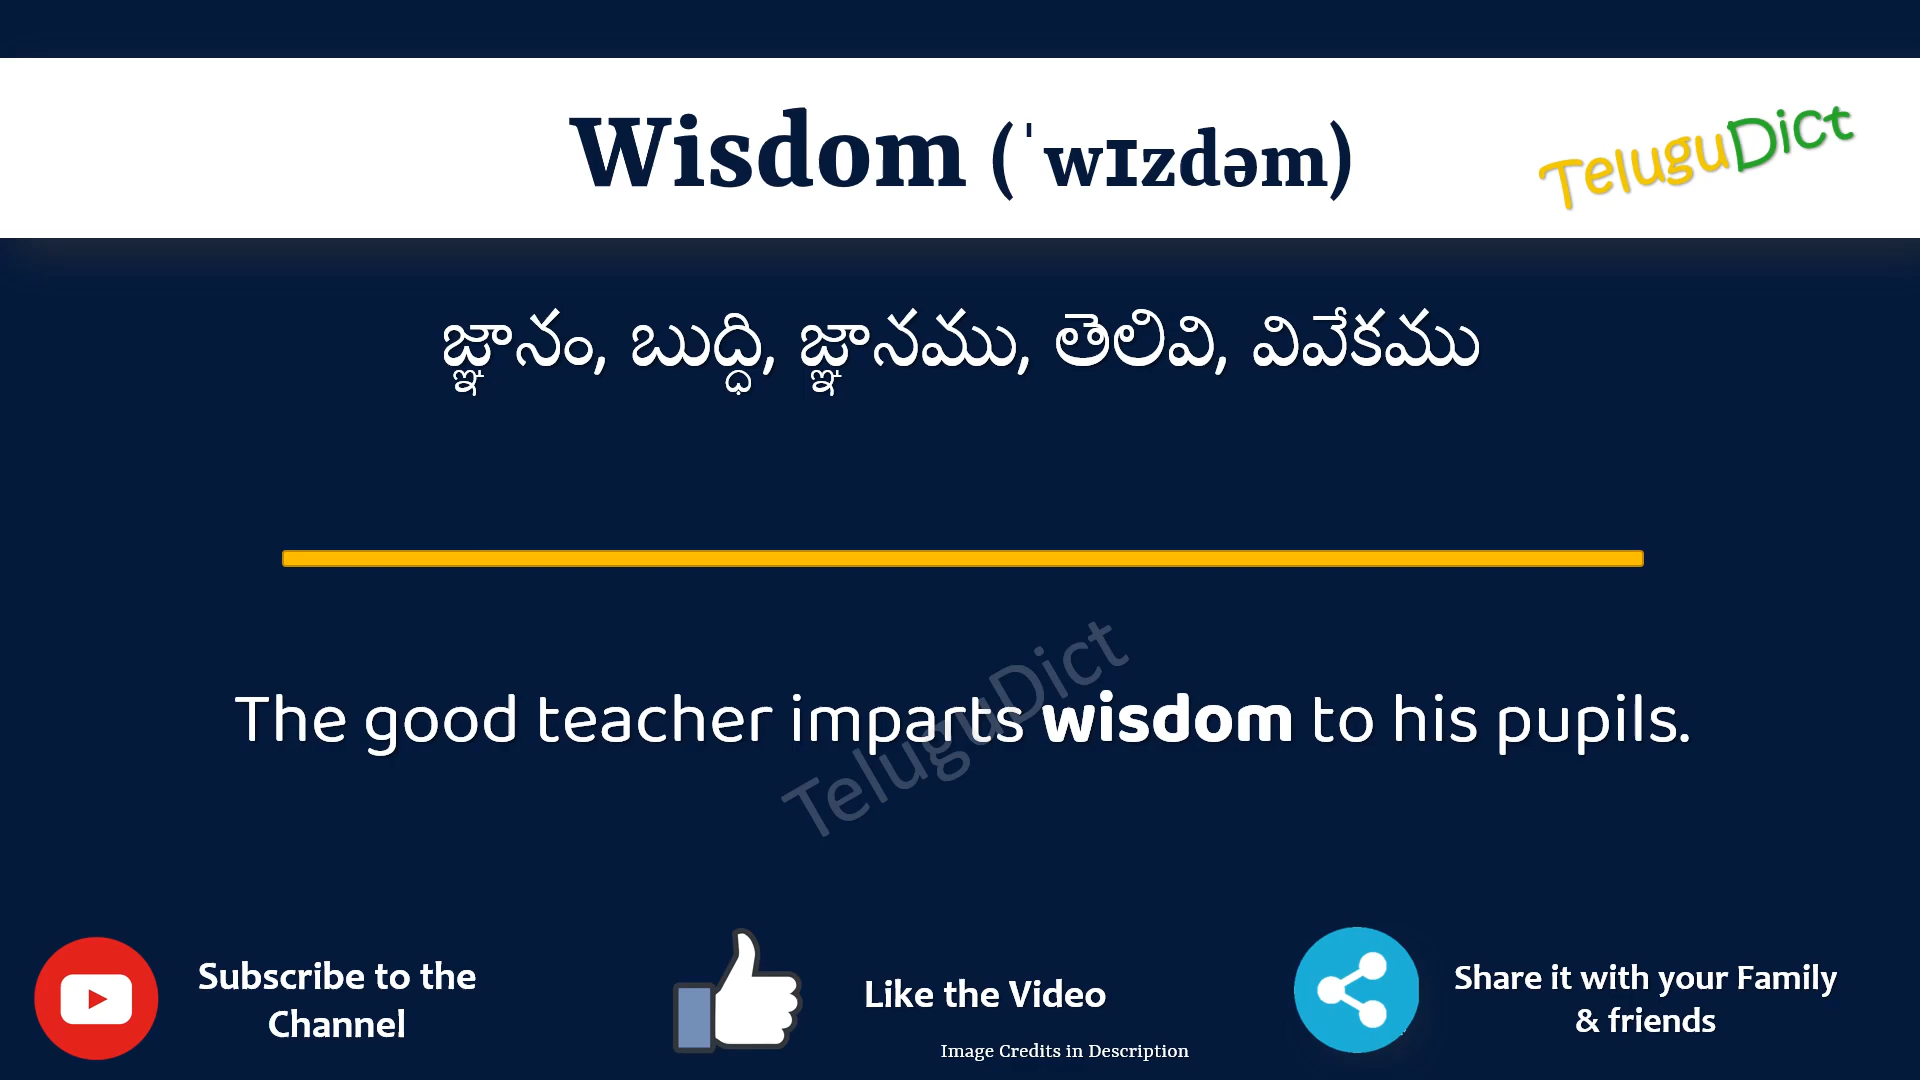 Wisdom (ˈwɪzdəm)
TeluguDict
జ్ఞానం, బుద్ధి, జ్ఞానము, తెలివి, వివేకము
The good teacher imparts wisdom to his pupils.
TeluguDict
Subscribe to the
Channel
Like the Video
Share it with your Family
& friends
Image Credits in Description